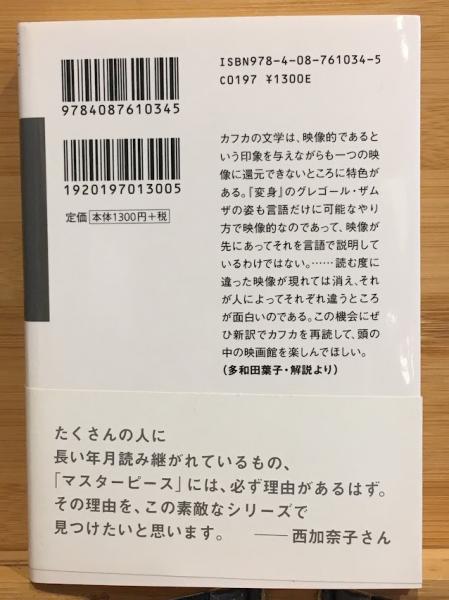 ISBN978-4-08-761034-5
C0197 ¥1300E
9784087610345
1920197013005
定価 本体1300円+税
カフカの文学は、映像的であると
いう印象を与えながらも一つの映
像に還元できないところに特色が
ある。『変身』のグレゴール・ザム
ザの姿も言語だけに可能なやり
方で映像的なのであって、映像が
先にあってそれを言語で説明して
いるわけではない。……読む度に
違った映像が現れては消え、それ
が人によってそれぞれ違うところ
が面白いのである。この機会にぜ
ひ新訳でカフカを再読して、頭の
中の映画館を楽しんでほしい。
(多和田葉子・解説より)
たくさんの人に
長い年月読み継がれているもの、
「マスターピース」には、必ず理由があるはず。
その理由を、この素敵なシリーズで
見つけたいと思います。 ――西加奈子さん